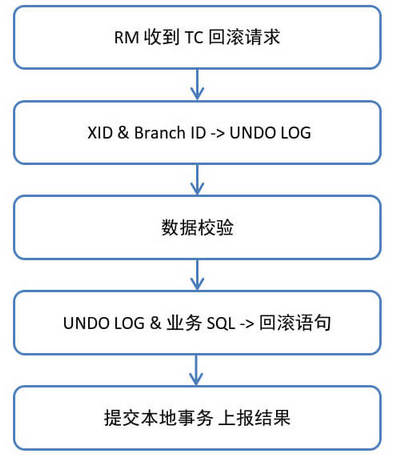 RM 收到 TC 回滚请求
XID & Branch ID -> UNDO LOG
数据校验
UNDO LOG & 业务 SQL -> 回滚语句
提交本地事务 上报结果